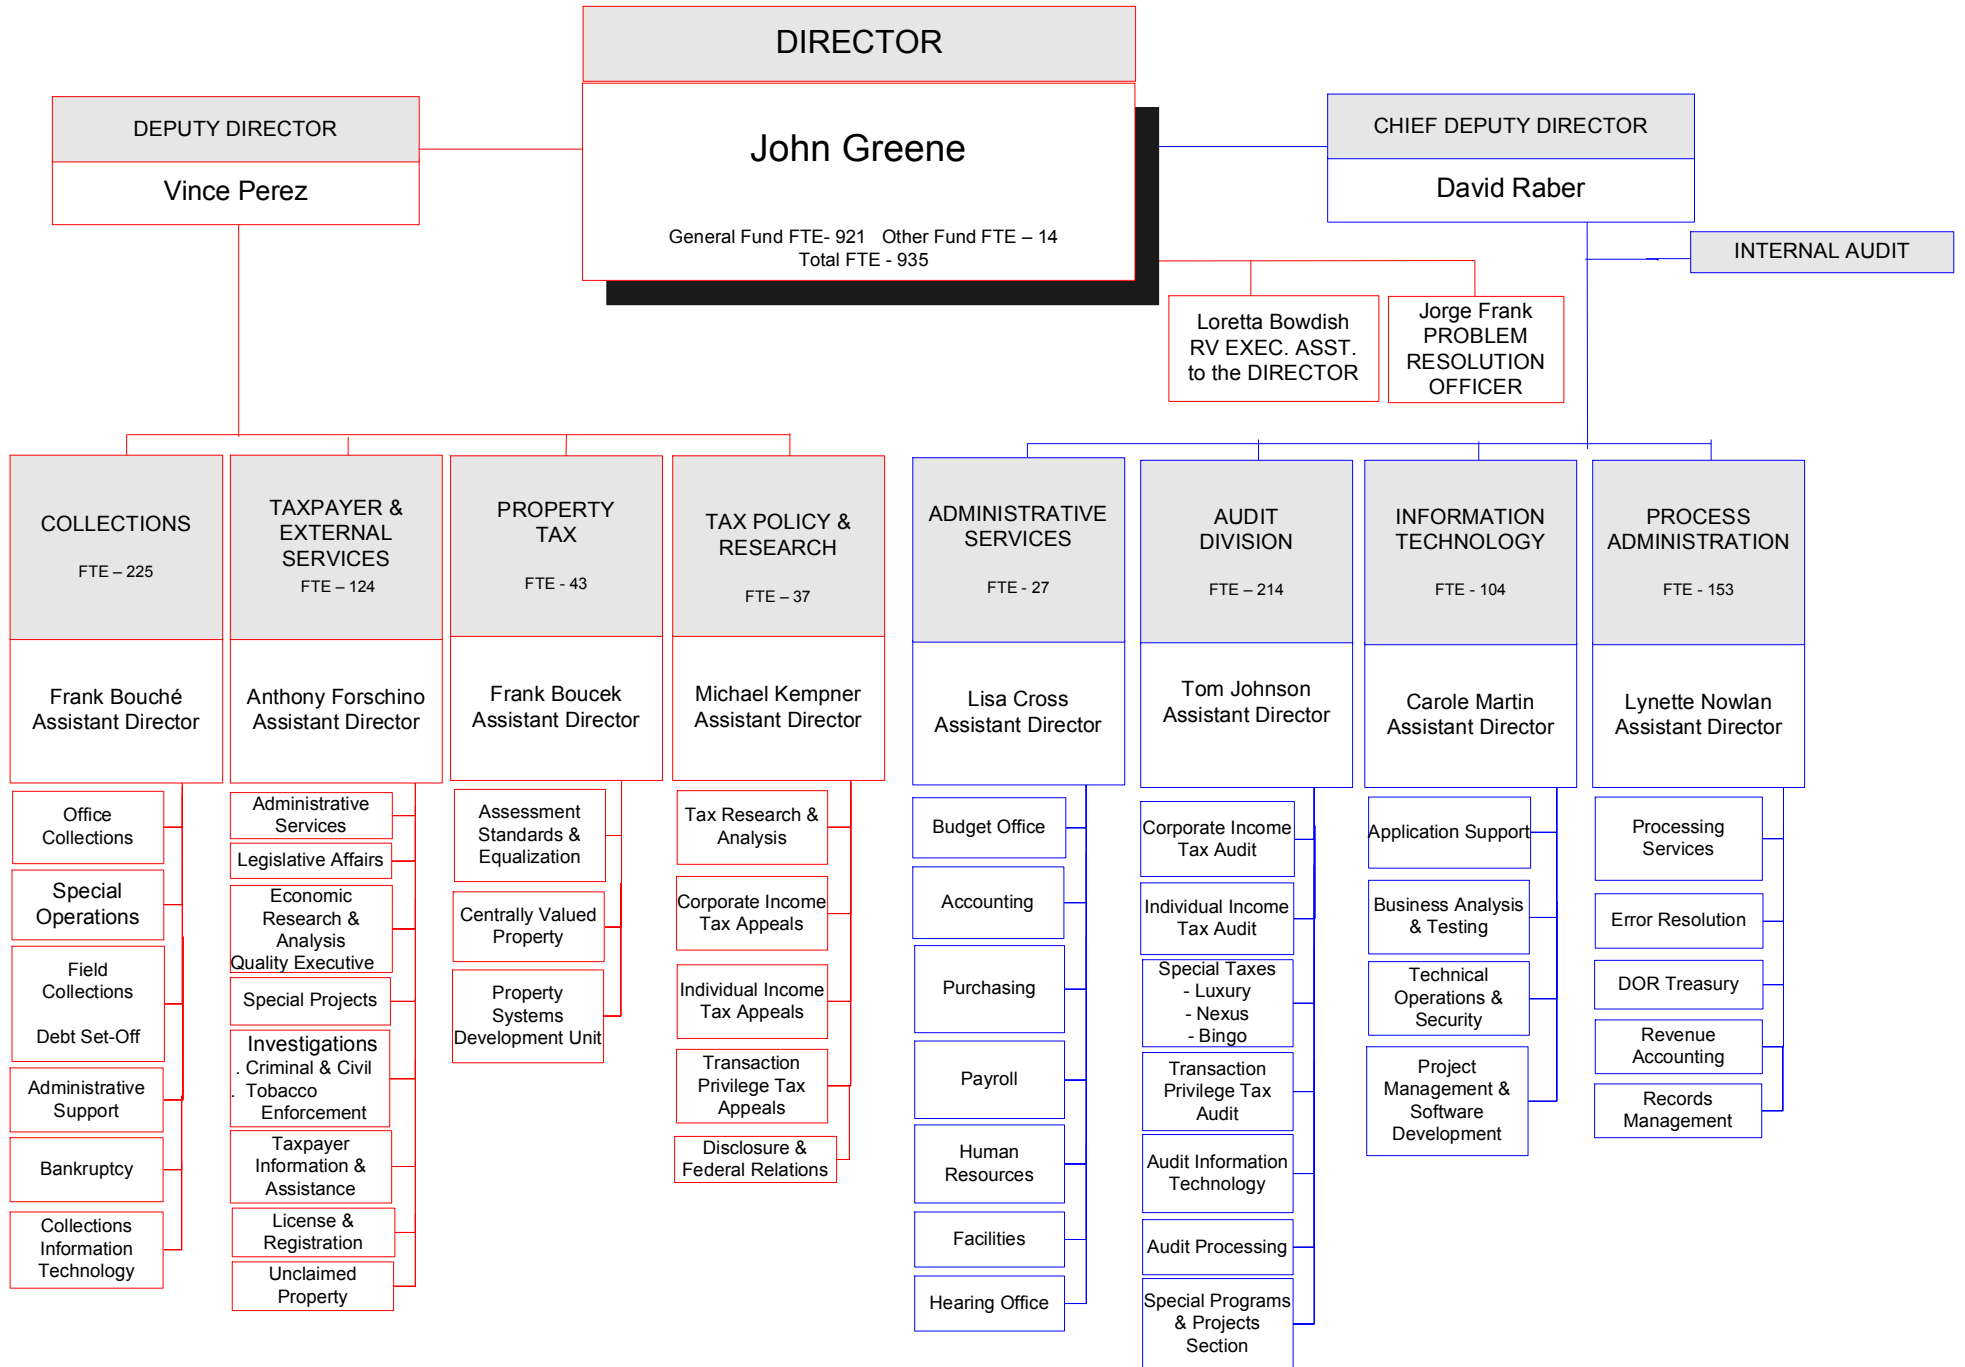 DIRECTOR
John Greene
General Fund FTE- 921   Other Fund FTE – 14
Total FTE - 935
DEPUTY DIRECTOR
Vince Perez
CHIEF DEPUTY DIRECTOR
David Raber
INTERNAL AUDIT
Loretta Bowdish
RV EXEC. ASST.
to the DIRECTOR
Jorge Frank
PROBLEM
RESOLUTION
OFFICER
COLLECTIONS
FTE – 225
Frank Bouché
Assistant Director
Office
Collections
Special
Operations
Field
Collections
Debt Set-Off
Administrative
Support
Bankruptcy
Collections
Information
Technology
TAXPAYER &
EXTERNAL
SERVICES
FTE – 124
Anthony Forschino
Assistant Director
Administrative
Services
Legislative Affairs
Economic
Research &
Analysis
Quality Executive
Special Projects
Investigations
. Criminal & Civil
. Tobacco
Enforcement
Taxpayer
Information &
Assistance
License &
Registration
Unclaimed
Property
PROPERTY
TAX
FTE - 43
Frank Boucek
Assistant Director
Assessment
Standards &
Equalization
Centrally Valued
Property
Property
Systems
Development Unit
TAX POLICY &
RESEARCH
FTE – 37
Michael Kempner
Assistant Director
Tax Research &
Analysis
Corporate Income
Tax Appeals
Individual Income
Tax Appeals
Transaction
Privilege Tax
Appeals
Disclosure &
Federal Relations
ADMINISTRATIVE
SERVICES
FTE - 27
Lisa Cross
Assistant Director
Budget Office
Accounting
Purchasing
Payroll
Human
Resources
Facilities
Hearing Office
AUDIT
DIVISION
FTE – 214
Tom Johnson
Assistant Director
Corporate Income
Tax Audit
Individual Income
Tax Audit
Special Taxes
- Luxury
- Nexus
- Bingo
Transaction
Privilege Tax
Audit
Audit Information
Technology
Audit Processing
Special Programs
& Projects
Section
INFORMATION
TECHNOLOGY
FTE - 104
Carole Martin
Assistant Director
Application Support
Business Analysis
& Testing
Technical
Operations &
Security
Project
Management &
Software
Development
PROCESS
ADMINISTRATION
FTE - 153
Lynette Nowlan
Assistant Director
Processing
Services
Error Resolution
DOR Treasury
Revenue
Accounting
Records
Management